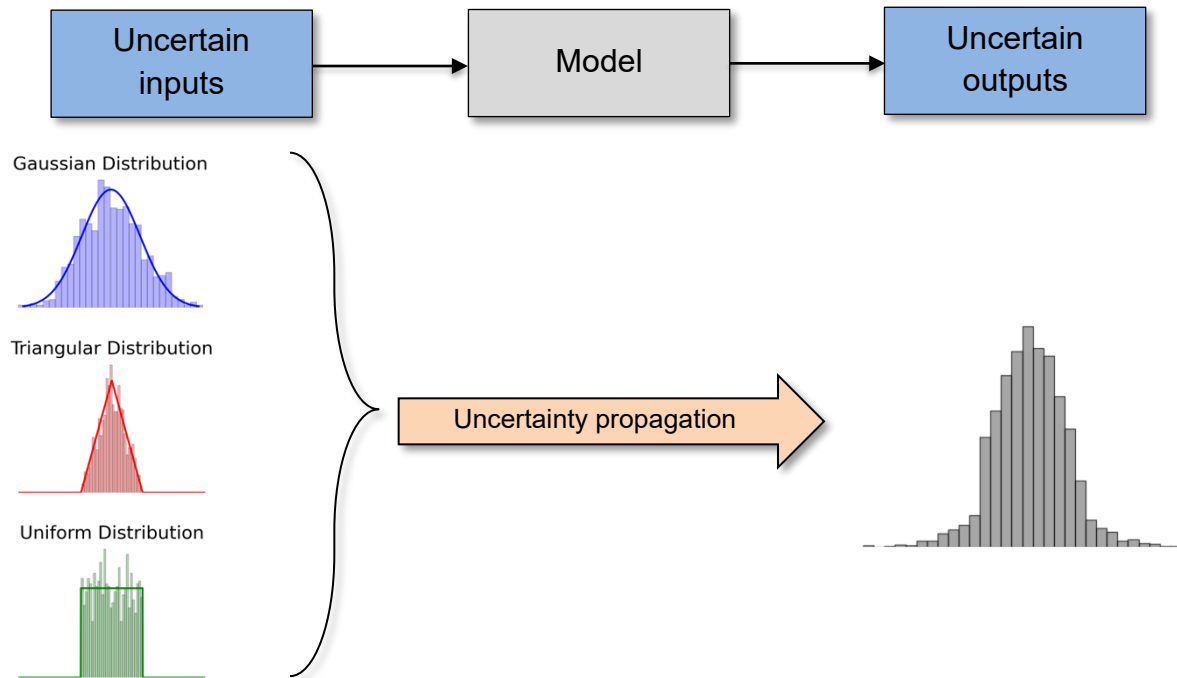 Uncertain
inputs
Model
Uncertain
outputs
Gaussian Distribution
Triangular Distribution
Uncertainty propagation
Uniform Distribution